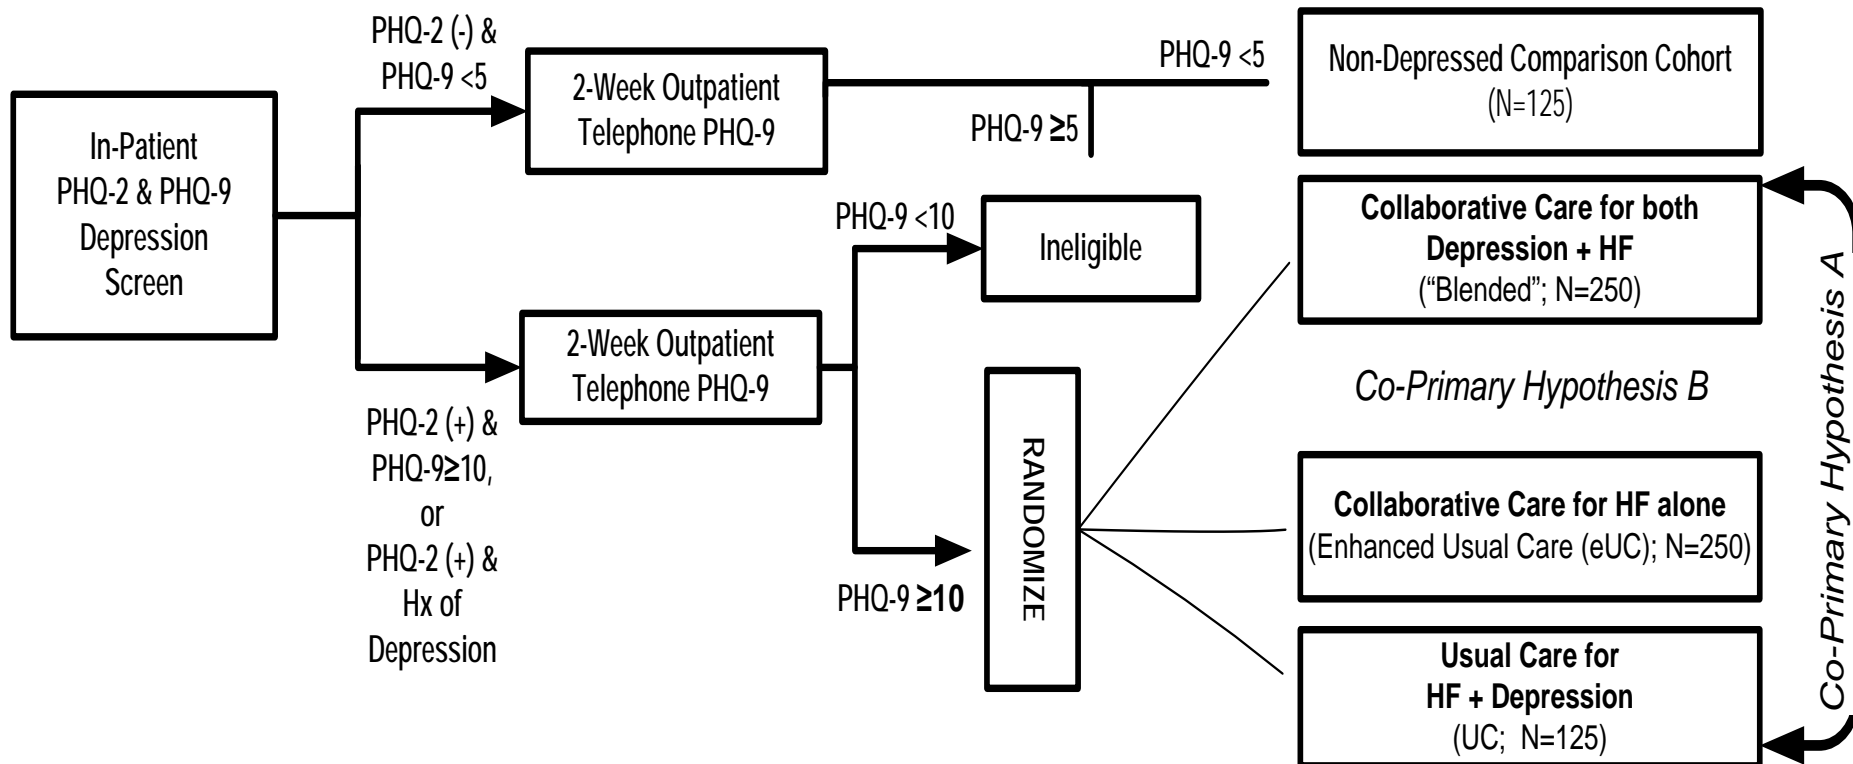 In-Patient
PHQ-2 & PHQ-9
Depression
Screen
PHQ-2 (-) &
PHQ-9 <5
2-Week Outpatient
Telephone PHQ-9
PHQ-9 <5
PHQ-9 ≥5
Non-Depressed Comparison Cohort
(N=125)
PHQ-2 (+) &
PHQ-9≥10,
or
PHQ-2 (+) &
Hx of
Depression
2-Week Outpatient
Telephone PHQ-9
PHQ-9 <10
Ineligible
PHQ-9 ≥10
RANDOMIZE
Collaborative Care for both
Depression + HF
(“Blended”; N=250)
Co-Primary Hypothesis B
Collaborative Care for HF alone
(Enhanced Usual Care (eUC); N=250)
Usual Care for
HF + Depression
(UC; N=125)
Co-Primary Hypothesis A